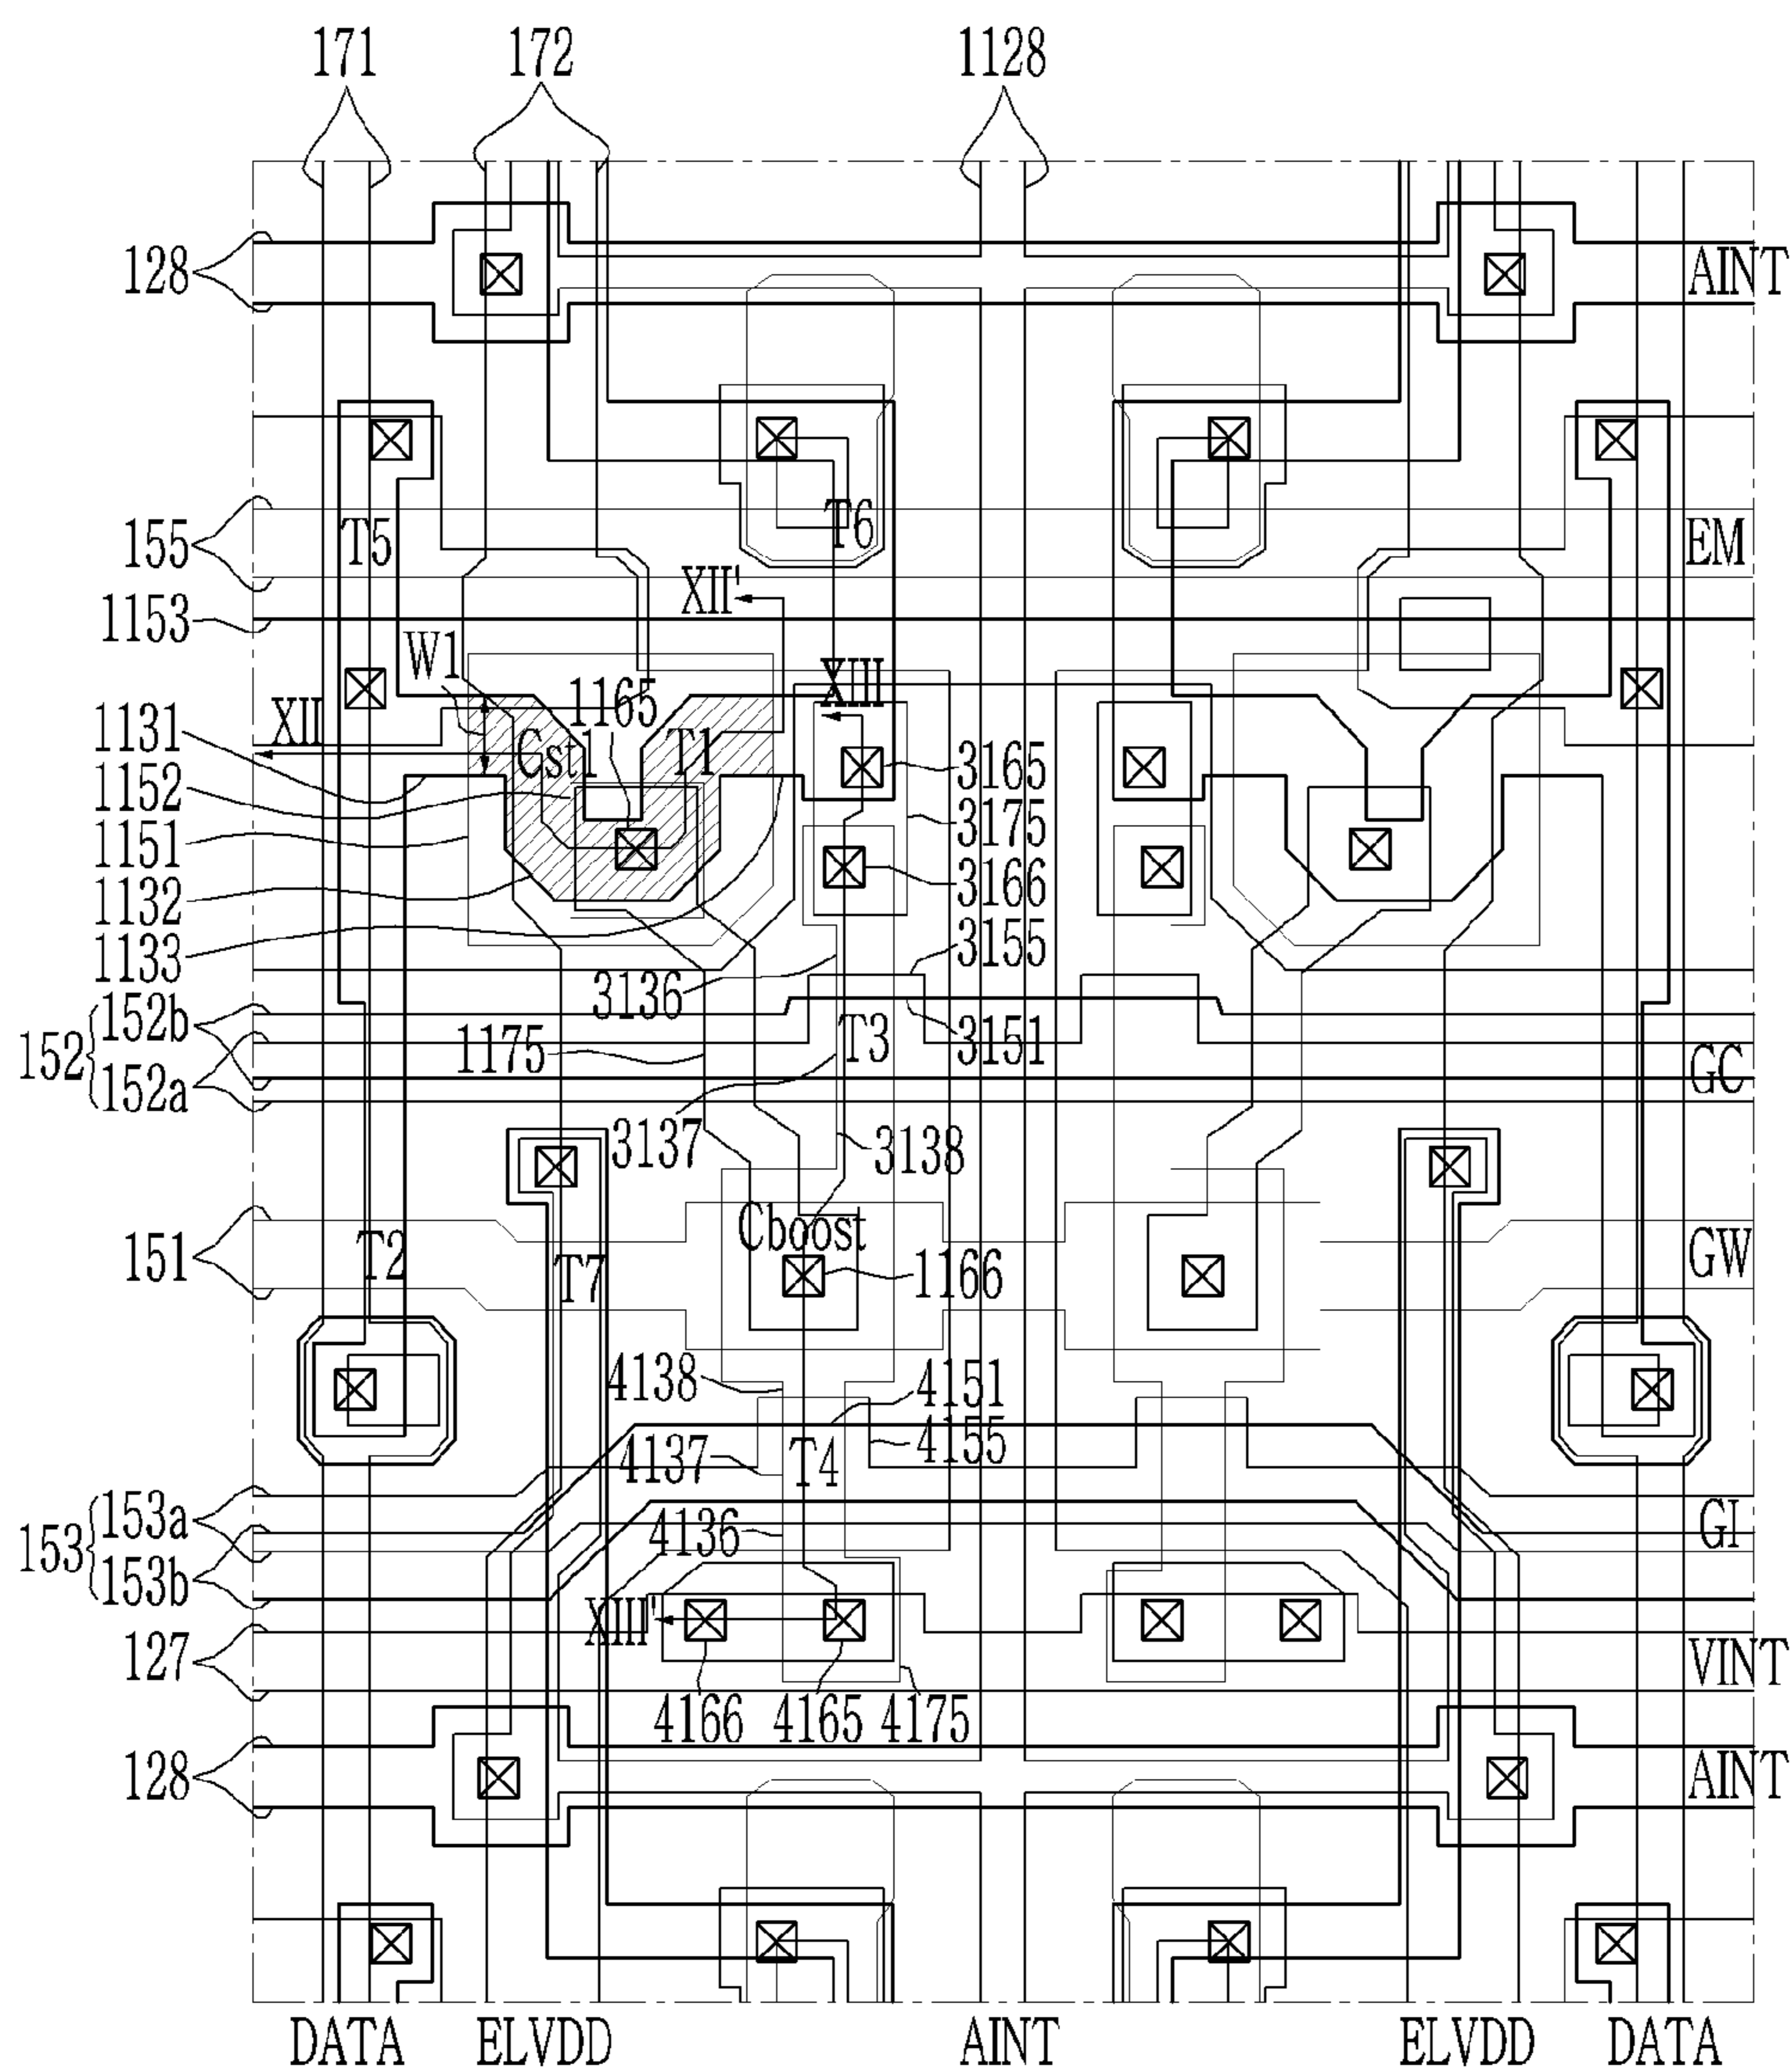 171 172 1128
128 AINT
155 T5 T6 EM
XII'
1153
W1 XIII
XII 1165
1131 Cst1 T1 3165
1152 3175
1151 3166
1132
1133 3155
3136
152 152b 3151
152a 1175 T3 GC
3137 3138
Cboost
151 T2 T7 1166 GW
4138 4151
4137 T4 4155
153 153a 4136 GI
153b
XIII'
127 VINT
4166 4165 4175
128 AINT
DATA ELVDD AINT ELVDD DATA